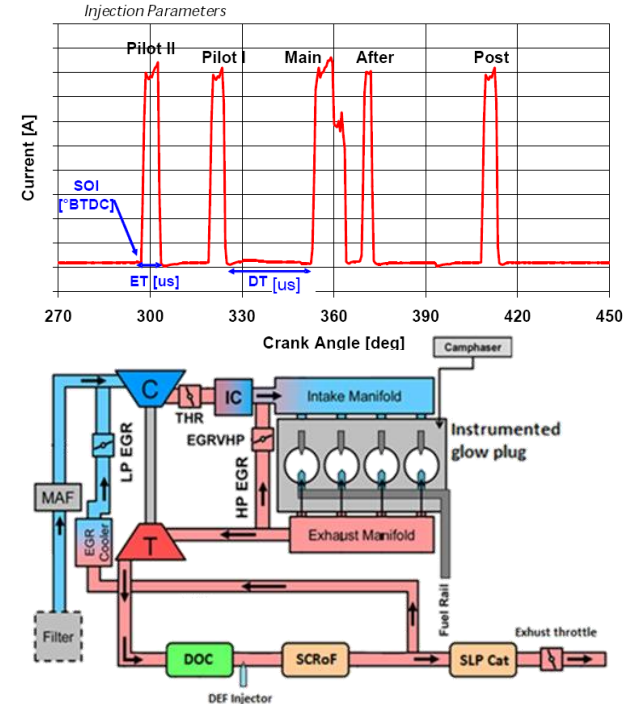 Injection Parameters
Pilot II
Pilot I
Main
After
Post
Current [A]
SOI
[°BTDC]
ET [us]
DT [us]
270
300
330
360
390
420
450
Crank Angle [deg]
Camphaser
C
THR
IC
Intake Manifold
LP EGR
EGRVHP
HP EGR
Instrumented
glow plug
MAF
EGR
Cooler
T
Exhaust Manifold
Fuel Rail
Filter
Exhust throttle
DOC
SCRoF
SLP Cat
DEF Injector